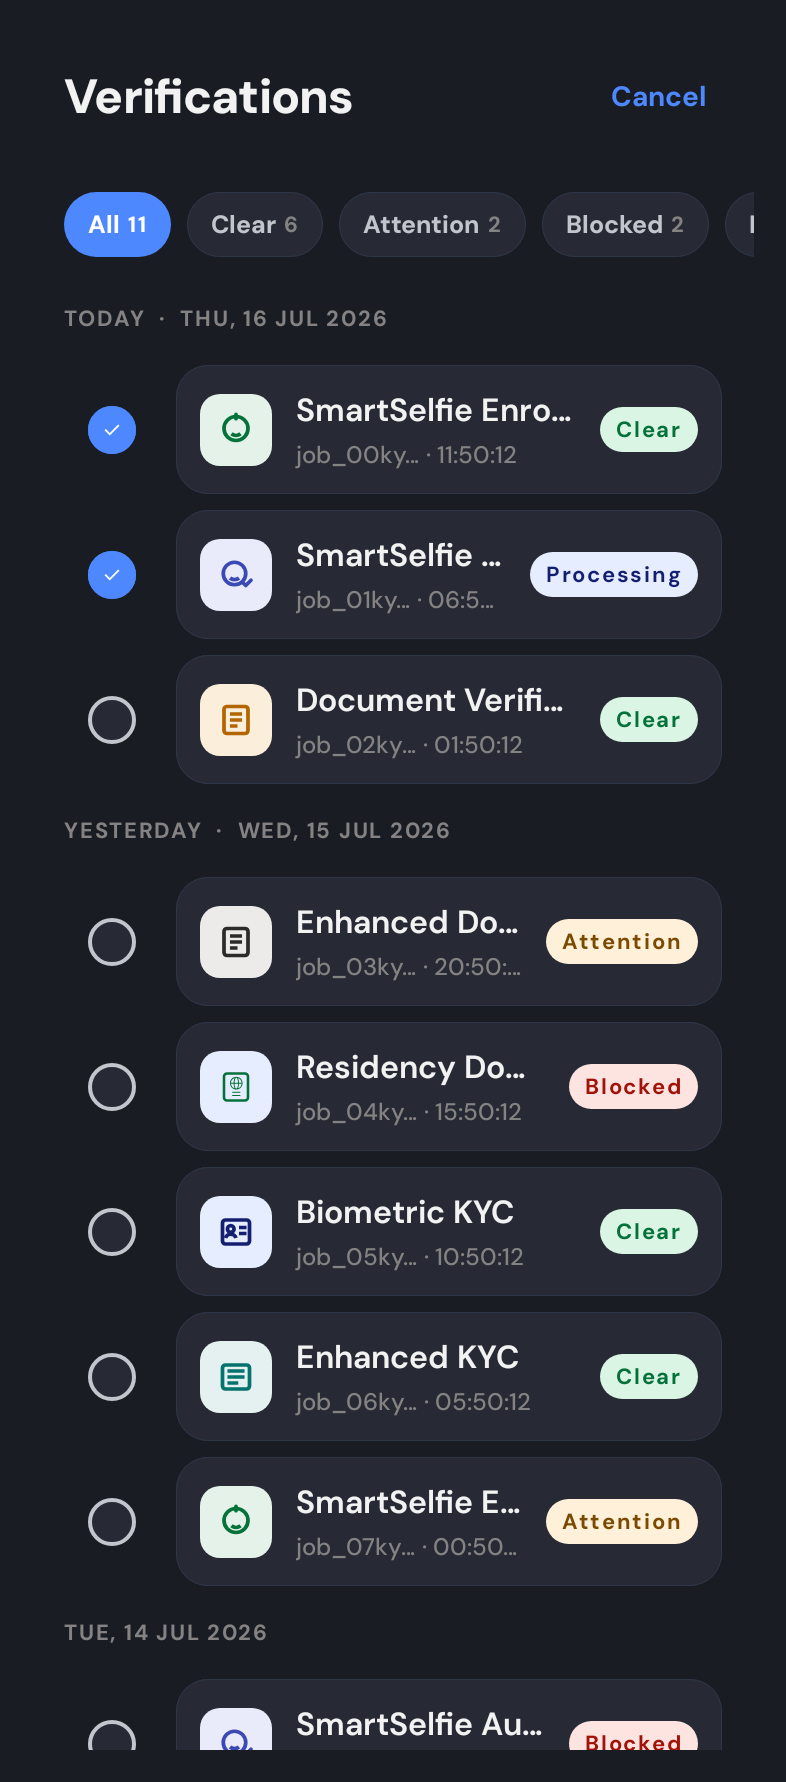 Verifications
Cancel
All 11
Clear 6
Attention 2
Blocked 2
TODAY · THU, 16 JUL 2026
SmartSelfie Enro...
job_00ky... · 11:50:12
Clear
SmartSelfie ...
job_01ky... · 06:5...
Processing
Document Verifi...
job_02ky... · 01:50:12
Clear
YESTERDAY · WED, 15 JUL 2026
Enhanced Do...
job_03ky... · 20:50:...
Attention
Residency Do...
job_04ky... · 15:50:12
Blocked
Biometric KYC
job_05ky... · 10:50:12
Clear
Enhanced KYC
job_06ky... · 05:50:12
Clear
SmartSelfie E...
job_07ky... · 00:50...
Attention
TUE, 14 JUL 2026
SmartSelfie Au...
Blocked